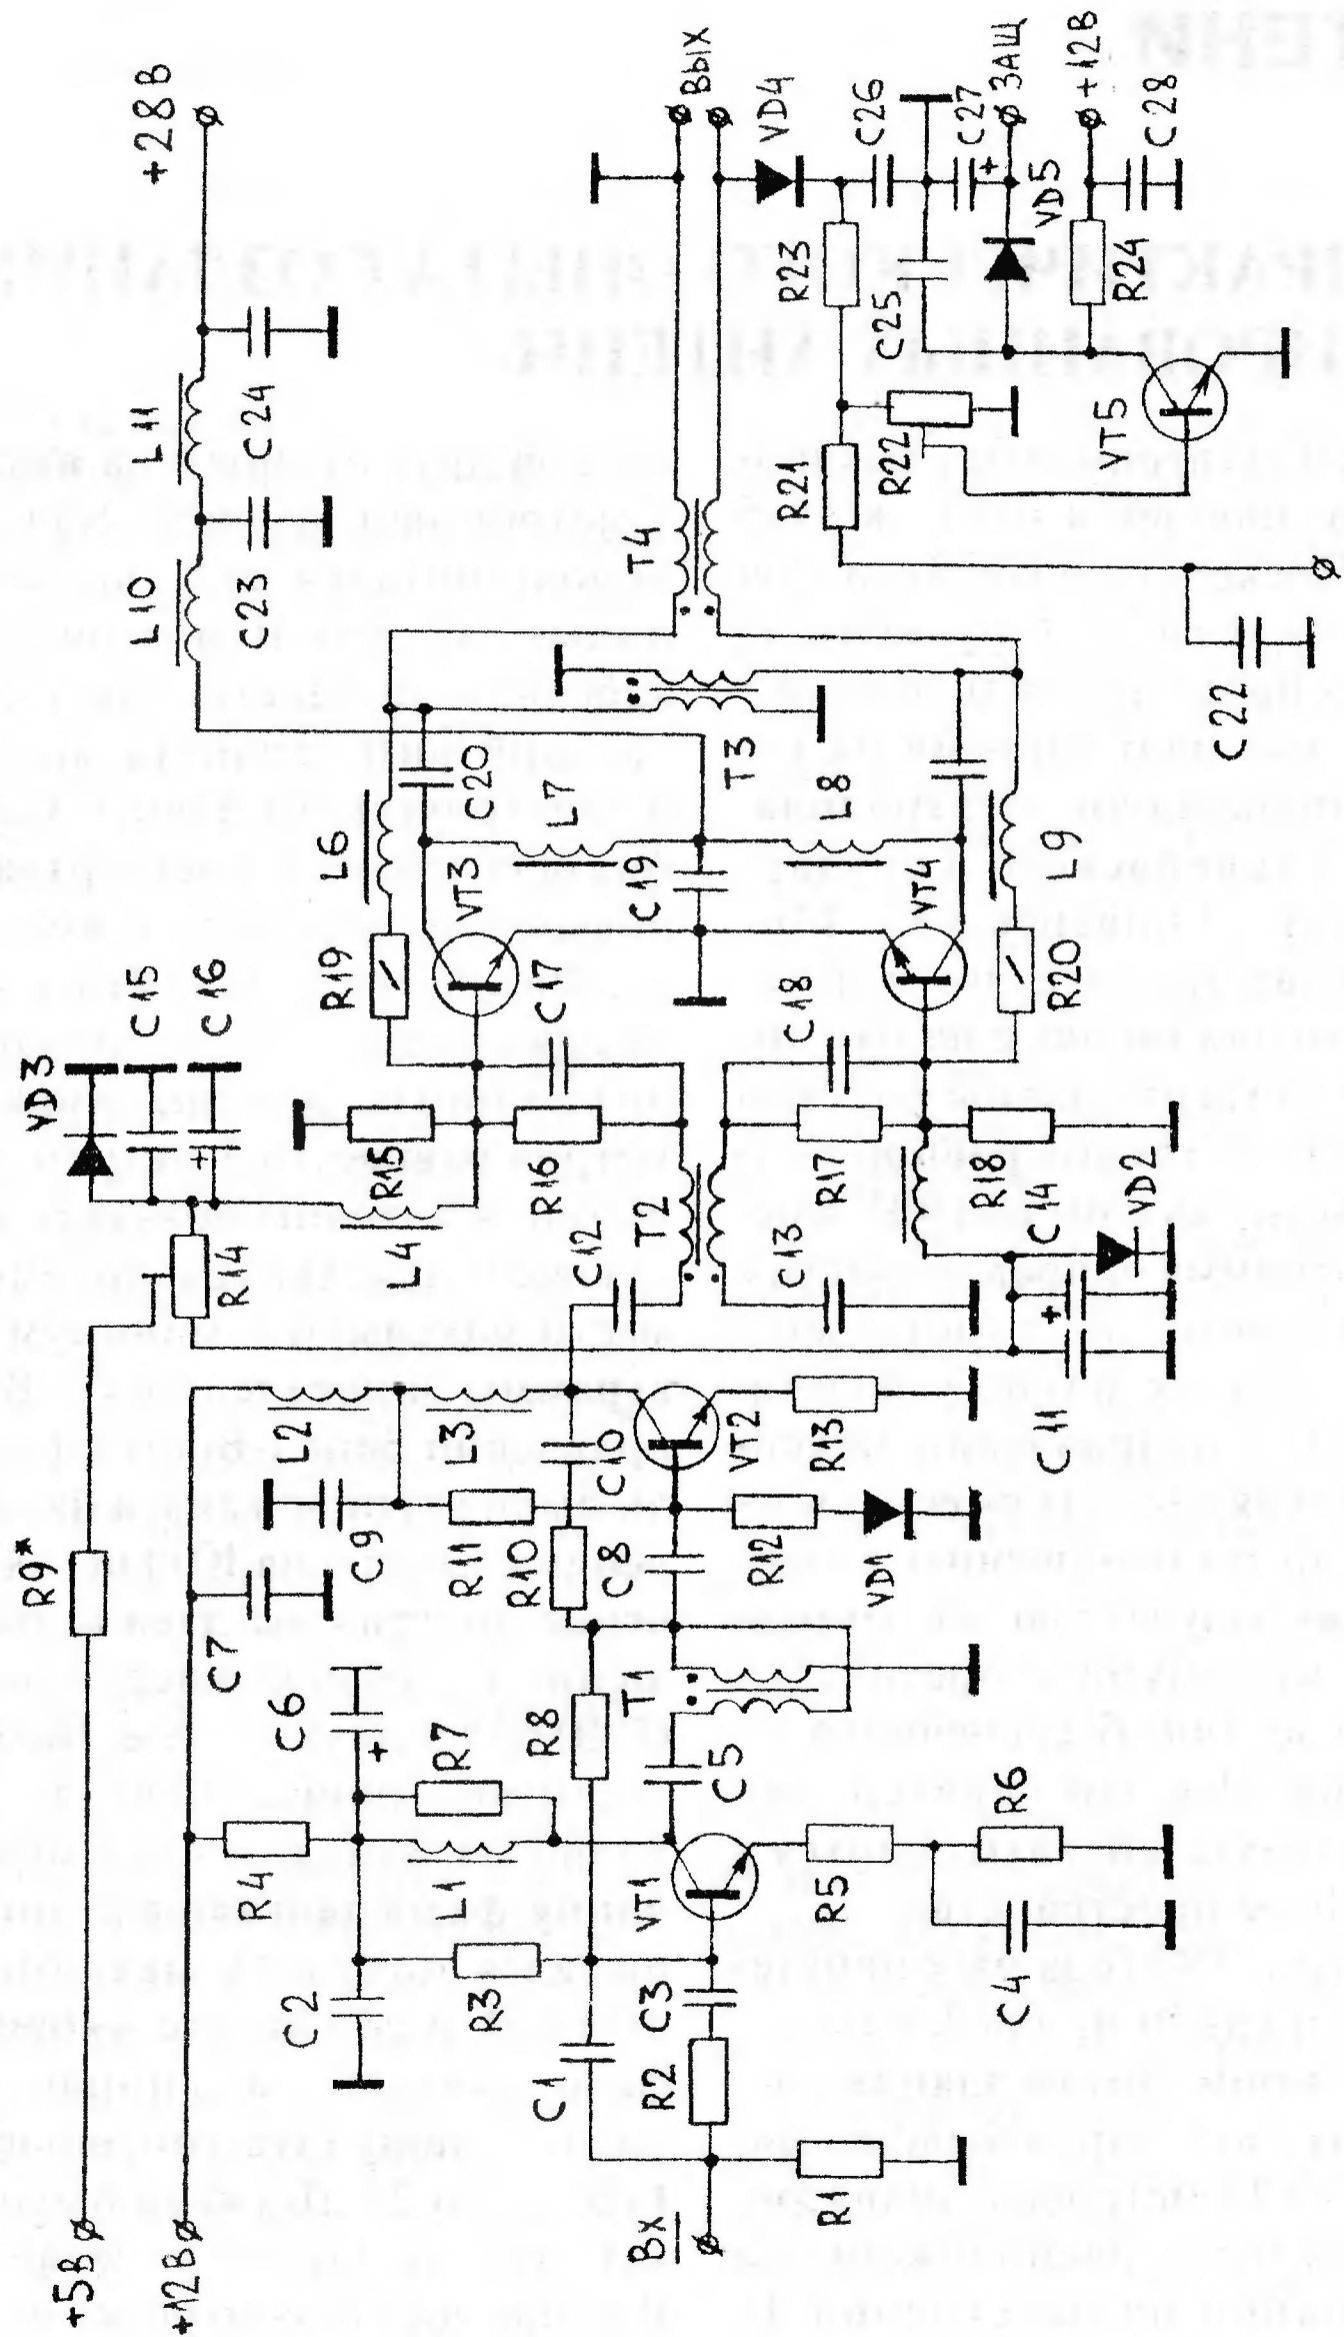 +5В
+12В
Вх
R1
R2
C1
C3
C2
R3
R4
L1
VT1
R5
C4
R6
C6
R7
R8
C5
T1
C7
R9*
C9
L2
L3
R11
R10
C10
C8
VT2
R12
VD1
R13
C11
C12
C13
T2
R14
L4
VD3
C15
C16
R15
R16
R17
R18
C14
VD2
C17
C18
R19
L6
VT3
C20
L7
C19
L8
VT4
R20
L9
T3
T4
L10
C23
L11
C24
+28В
Вых
VD4
R23
C26
C27
ЗАЩ
C25
VD5
+12В
C28
R24
R21
R22
VT5
C22
+
+
+
+